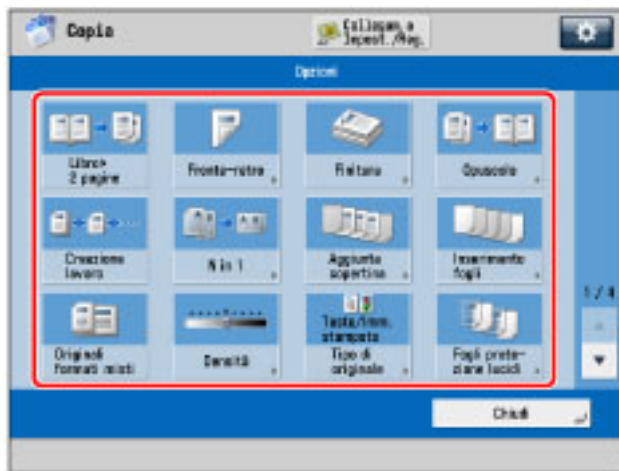 Copia
Collegam.a
Impost./Reg.
Opzioni
Libro>
2 pagine
Fronte-retro
Finitura
Opuscolo
Creazione
lavoro
N in 1
Aggiunta
copertina
Inserimento
fogli
Originali
formati misti
Densità
Testo/Imm.
stampata
Tipo di
originale
Fogli prote-
zione lucidi
1/4
Chiudi